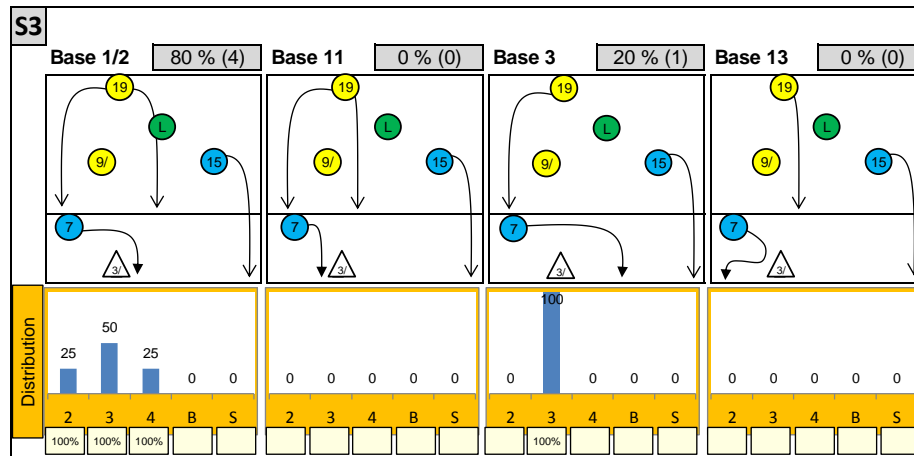 S3
Base 1/2 80 % (4) Base 11 0 % (0) Base 3 20 % (1) Base 13 0 % (0)
19 19 19 19
L L L L
9/ 15 9/ 15 9/ 15 9/ 15
7 7 7 7
3/ 3/ 3/ 3/
Distribution
25 50 25 0 0 0 0 0 0 0 0 100 0 0 0 0 0 0 0 0
2 3 4 B S 2 3 4 B S 2 3 4 B S 2 3 4 B S
100% 100% 100% 100%